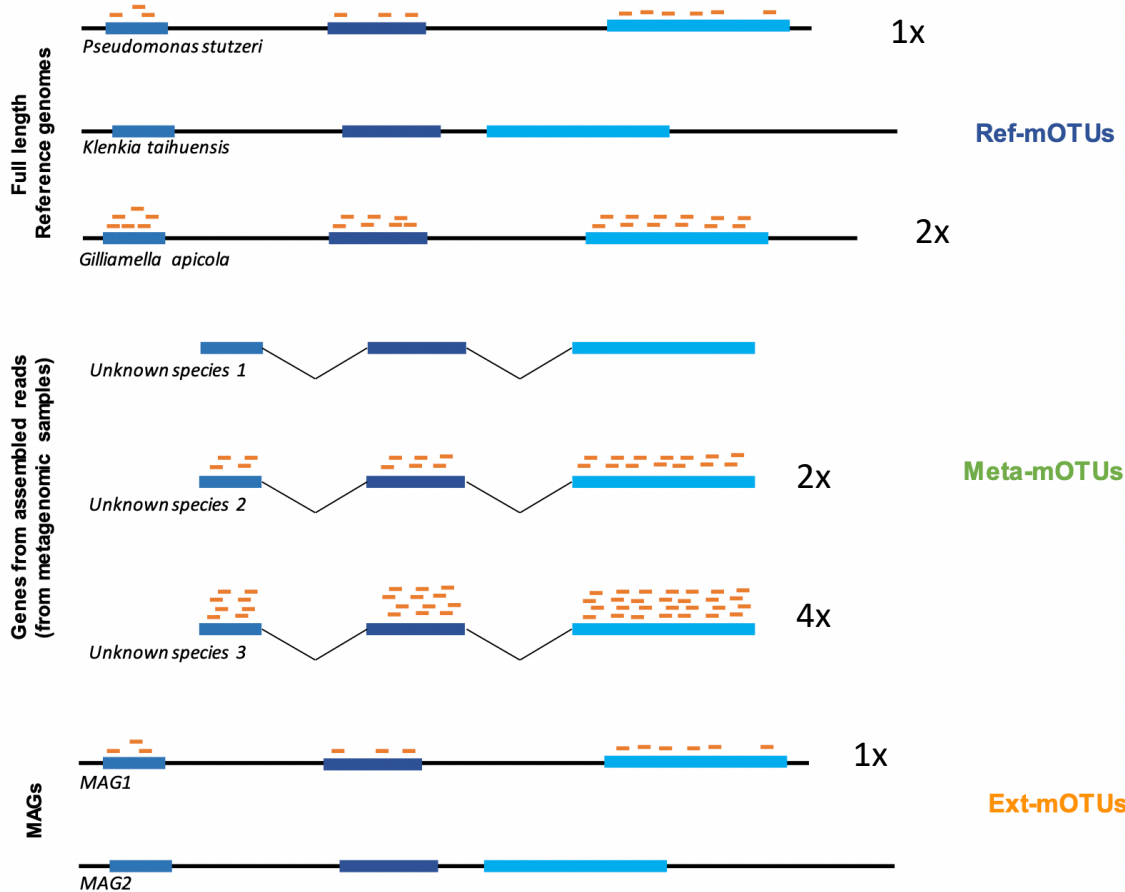 Full length
Reference genomes
Pseudomonas stutzeri
1x
Klenkia taihuensis
Ref-mOTUs
Gilliamella apicola
2x
Genes from assembled reads
(from metagenomic samples)
Unknown species 1
Unknown species 2
2x
Meta-mOTUs
Unknown species 3
4x
MAGs
MAG1
1x
Ext-mOTUs
MAG2